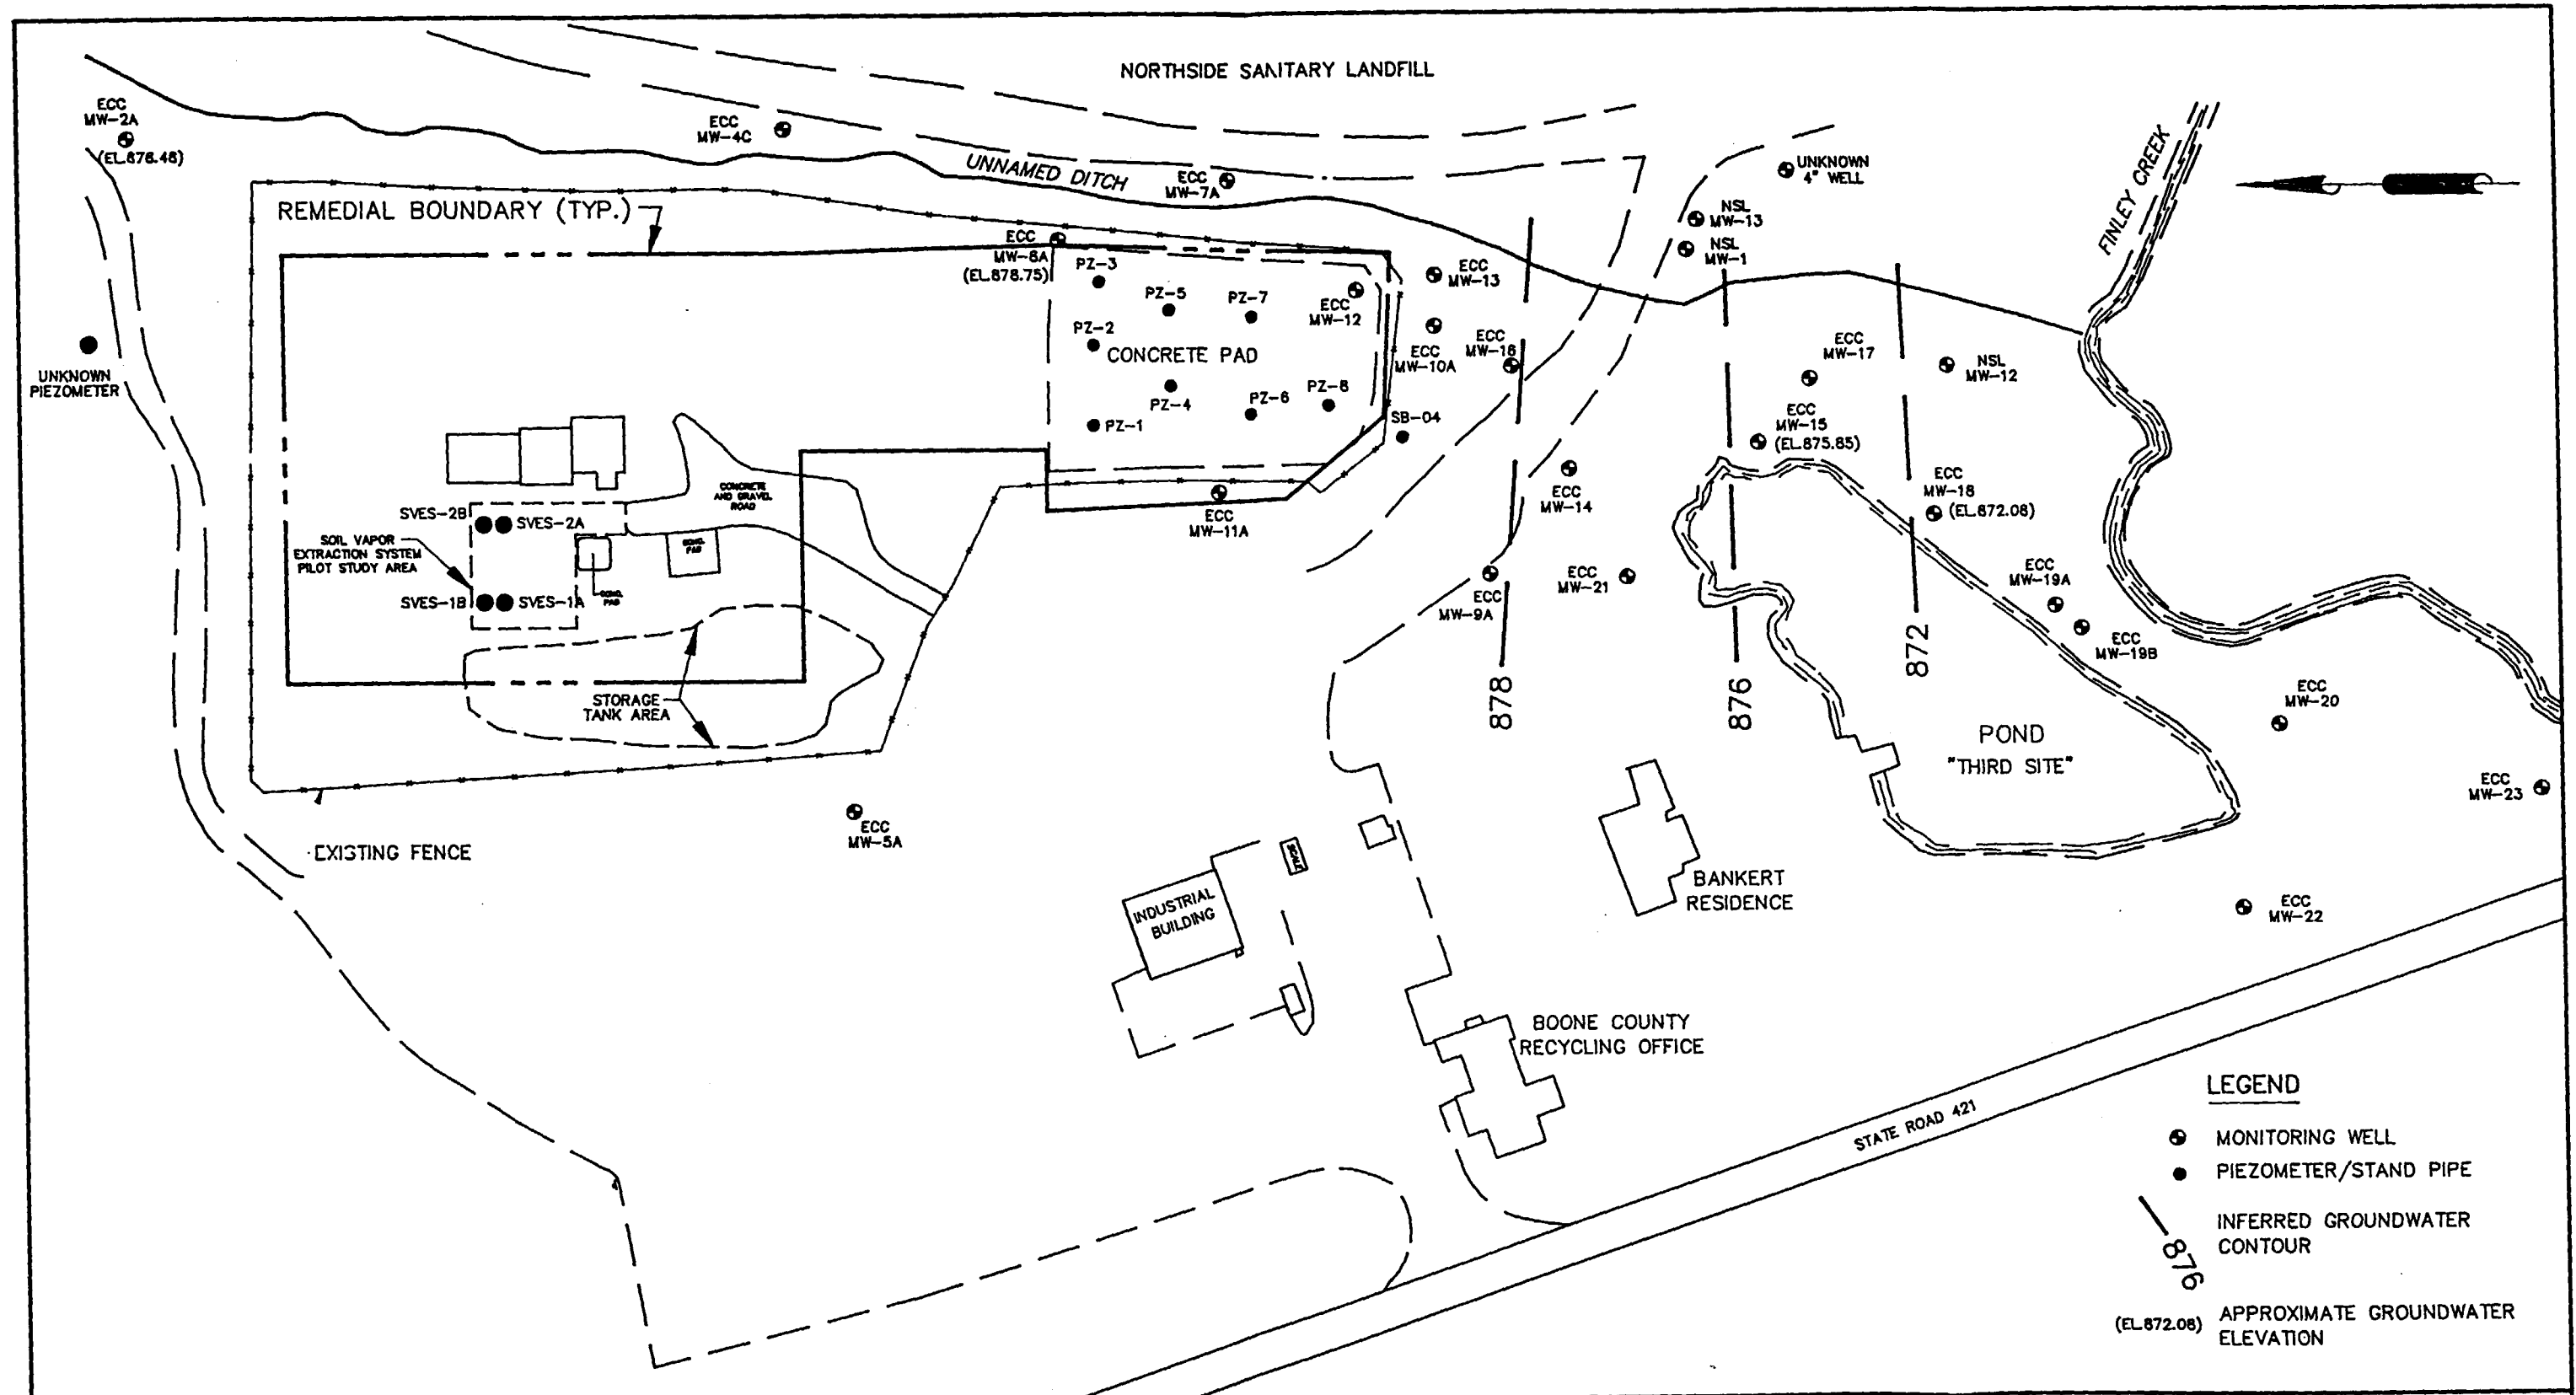 NORTHSIDE SANITARY LANDFILL
ECC
MW-2A
(EL.878.48)
ECC
MW-4C
UNNAMED DITCH
ECC
MW-7A
UNKNOWN
4" WELL
NSL
MW-13
NSL
MW-1
FINLEY CREEK
REMEDIAL BOUNDARY (TYP.)
ECC
MW-6A
(EL.878.75)
PZ-3
PZ-5
PZ-7
PZ-2
CONCRETE PAD
ECC
MW-12
ECC
MW-13
ECC
MW-10A
ECC
MW-16
PZ-4
PZ-6
PZ-8
PZ-1
SB-04
ECC
MW-17
NSL
MW-12
ECC
MW-15
(EL.875.85)
ECC
MW-18
(EL.872.08)
UNKNOWN
PIEZOMETER
CONCRETE
AND GRAVEL
ROAD
SVES-2B
SVES-2A
SOIL VAPOR
EXTRACTION SYSTEM
PILOT STUDY AREA
CONC.
PAD
CONC.
PAD
SVES-1B
SVES-1A
ECC
MW-11A
ECC
MW-14
ECC
MW-9A
ECC
MW-21
ECC
MW-19A
ECC
MW-19B
878
876
872
STORAGE
TANK AREA
POND
"THIRD SITE"
ECC
MW-20
ECC
MW-23
ECC
MW-22
EXISTING FENCE
ECC
MW-5A
SCALE
INDUSTRIAL
BUILDING
BANKERT
RESIDENCE
BOONE COUNTY
RECYCLING OFFICE
STATE ROAD 421
LEGEND
MONITORING WELL
PIEZOMETER/STAND PIPE
876
INFERRED GROUNDWATER
CONTOUR
(EL.872.08)
APPROXIMATE GROUNDWATER
ELEVATION